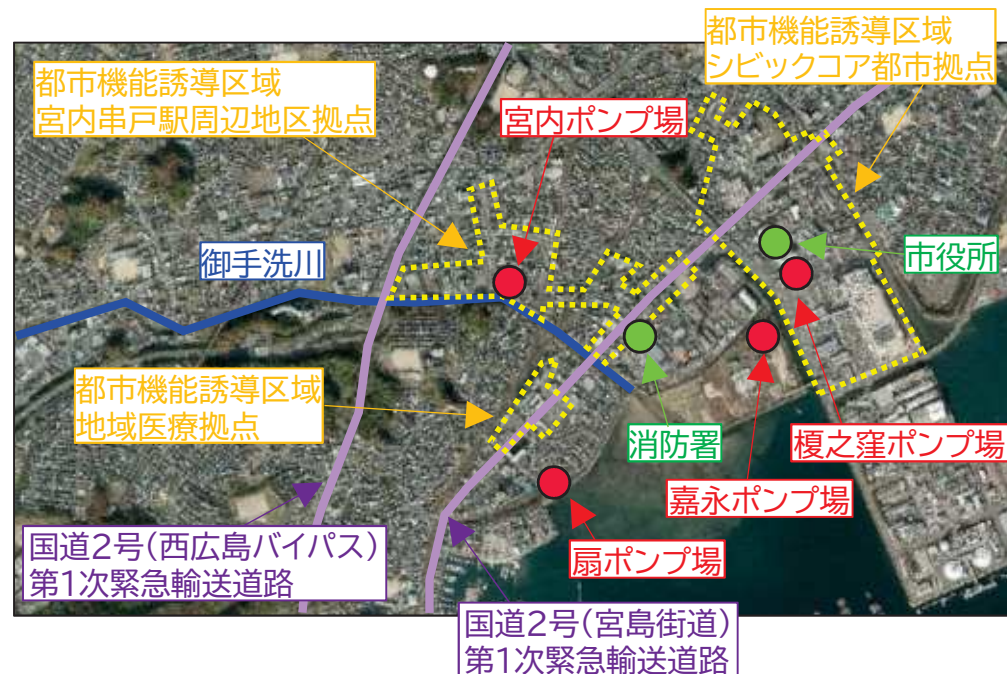 都市機能誘導区域
シビックコア都市拠点
都市機能誘導区域
宮内串戸駅周辺地区拠点
宮内ポンプ場
御手洗川
市役所
都市機能誘導区域
地域医療拠点
消防署
榎之窪ポンプ場
嘉永ポンプ場
扇ポンプ場
国道2号(西広島バイパス)
第1次緊急輸送道路
国道2号(宮島街道)
第1次緊急輸送道路